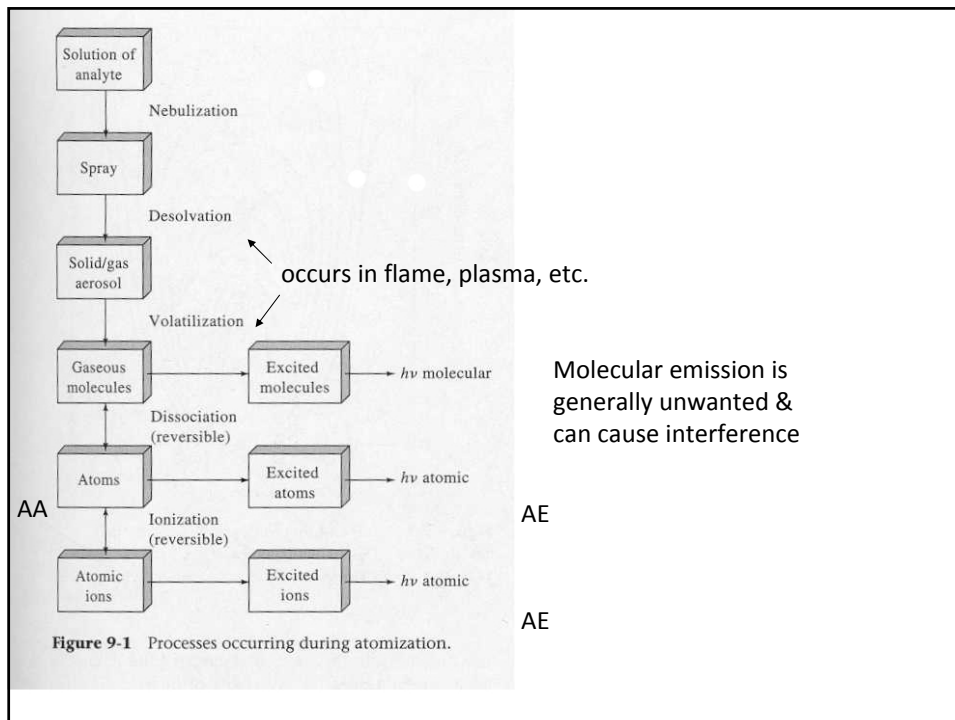 Solution of
analyte
Nebulization
Spray
Desolvation
occurs in flame, plasma, etc.
Solid/gas
aerosol
Volatilization
Gaseous
molecules
Excited
molecules
hν molecular
Molecular emission is
generally unwanted &
can cause interference
Dissociation
(reversible)
Atoms
Excited
atoms
hν atomic
AA
AE
Ionization
(reversible)
Atomic
ions
Excited
ions
hν atomic
AE
Figure 9-1 Processes occurring during atomization.